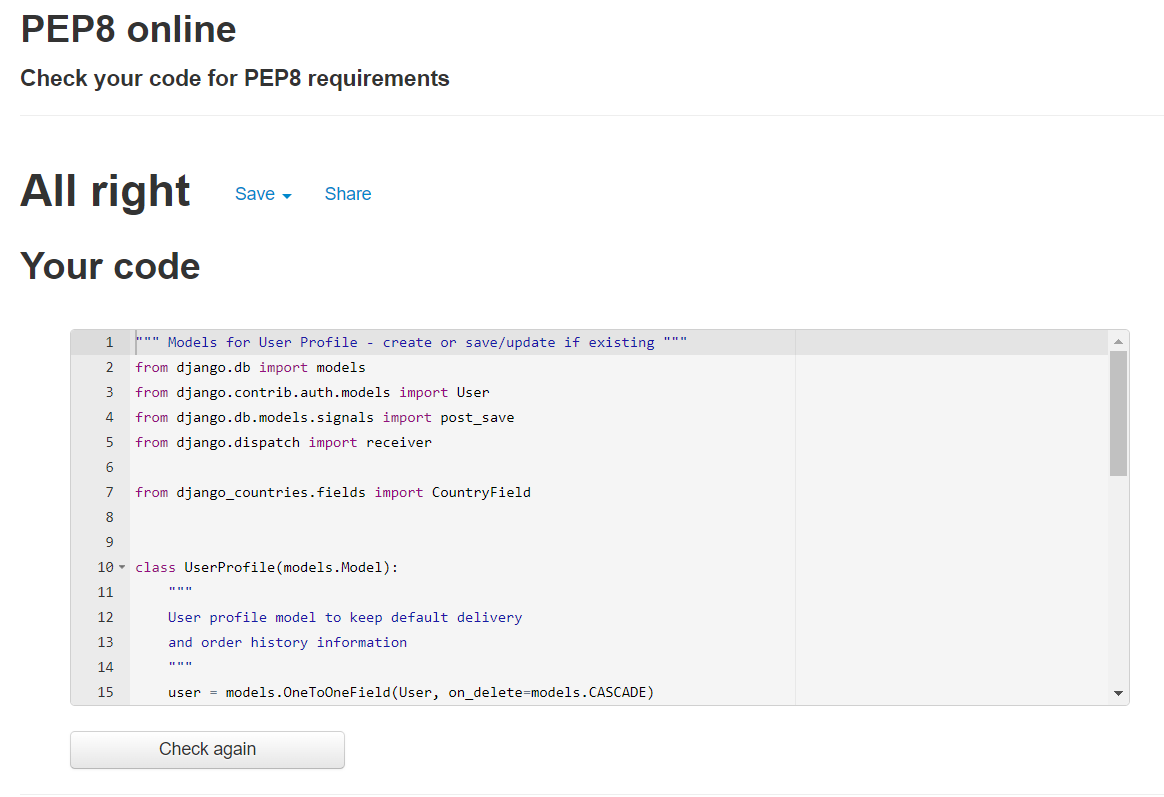 PEP8 online
Check your code for PEP8 requirements
All right Save Share
Your code
1 """ Models for User Profile - create or save/update if existing """
2 from django.db import models
3 from django.contrib.auth.models import User
4 from django.db.models.signals import post_save
5 from django.dispatch import receiver
6
7 from django_countries.fields import CountryField
8
9
10 class UserProfile(models.Model):
11     """
12     User profile model to keep default delivery
13     and order history information
14     """
15     user = models.OneToOneField(User, on_delete=models.CASCADE)
Check again